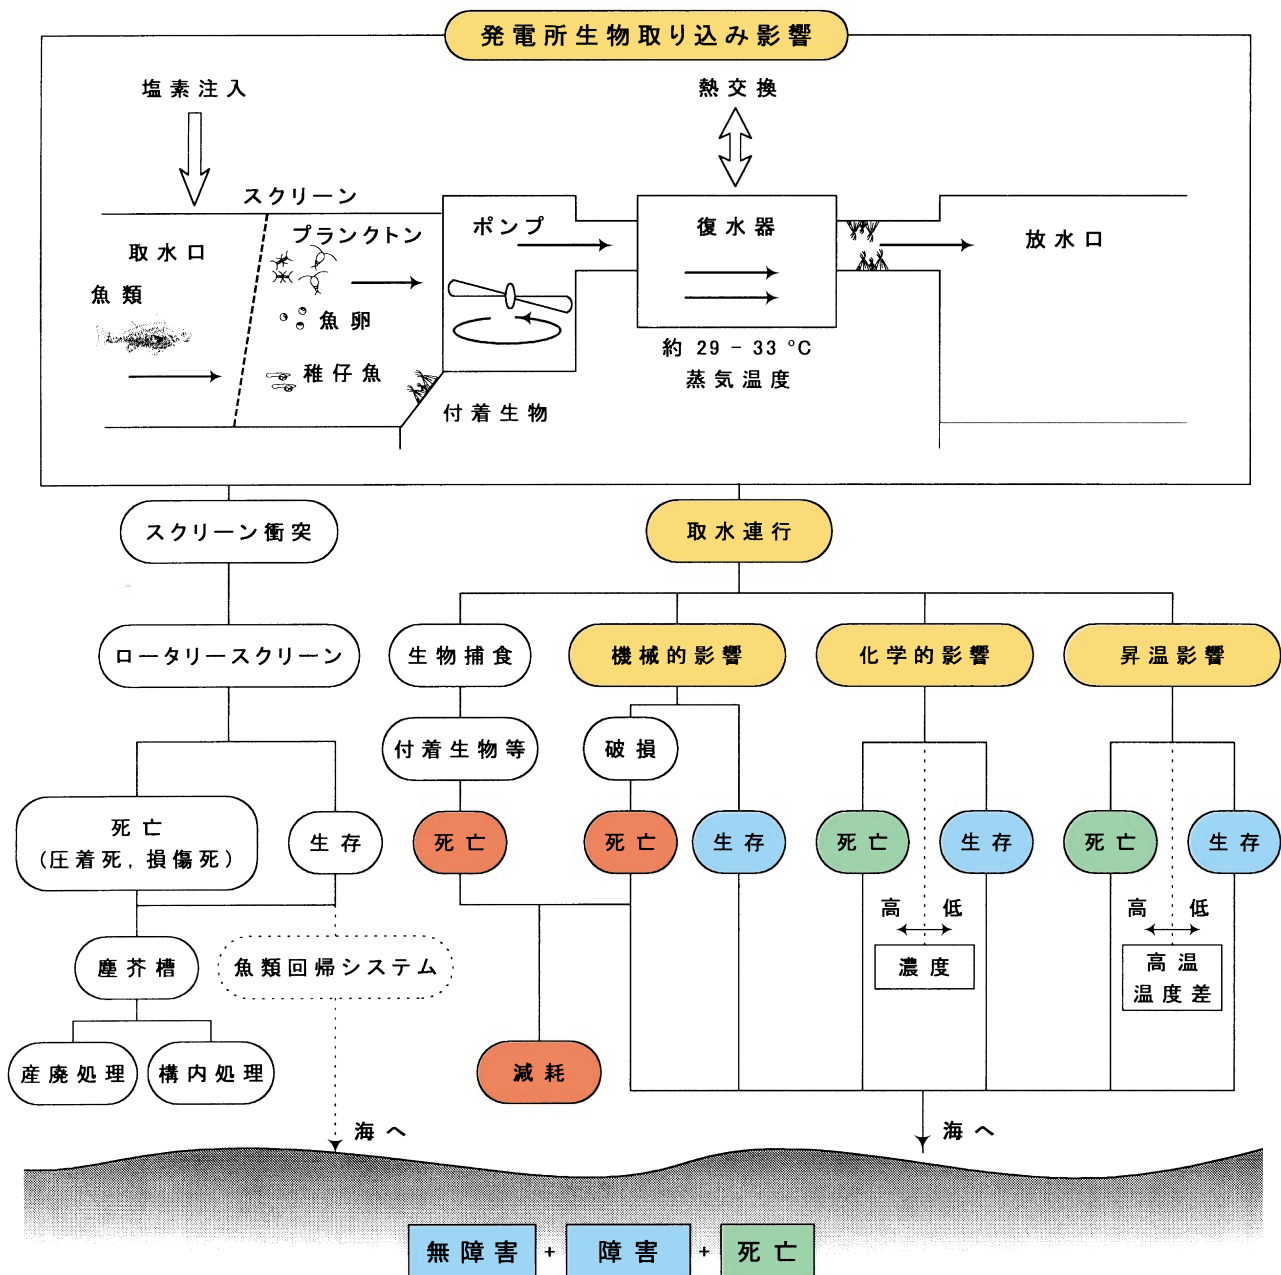 発電所生物取り込み影響
塩素注入
熱交換
スクリーン
取水口
プランクトン
ポンプ
復水器
放水口
魚類
魚卵
稚仔魚
付着生物
約 29 − 33 °C
蒸気温度
スクリーン衝突
取水連行
ロータリースクリーン
生物捕食
機械的影響
化学的影響
昇温影響
付着生物等
破損
死亡
(圧着死, 損傷死)
生存
死亡
死亡
生存
死亡
生存
死亡
生存
高 低
濃度
高 低
高温
温度差
塵芥槽
魚類回帰システム
産廃処理
構内処理
減耗
海へ
海へ
無障害 + 障害 + 死亡